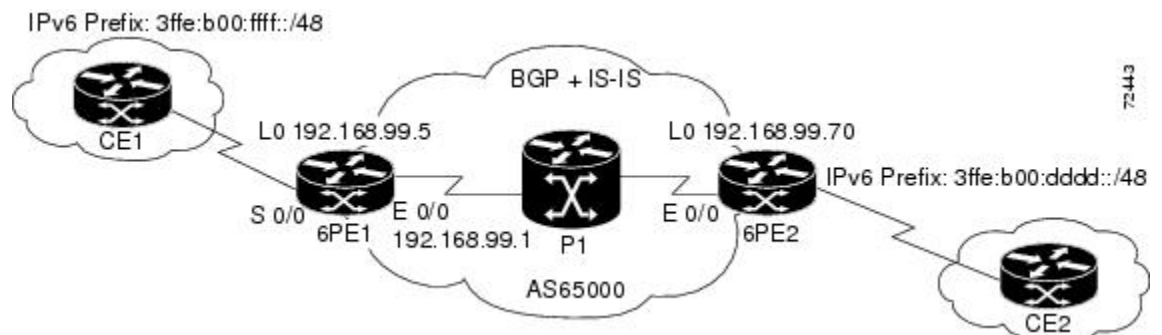 IPv6 Prefix: 3ffe:b00:ffff::/48
CE1
BGP + IS-IS
72443
L0 192.168.99.5
L0 192.168.99.70
IPv6 Prefix: 3ffe:b00:dddd::/48
S 0/0
6PE1
E 0/0
192.168.99.1
P1
E 0/0
6PE2
AS65000
CE2